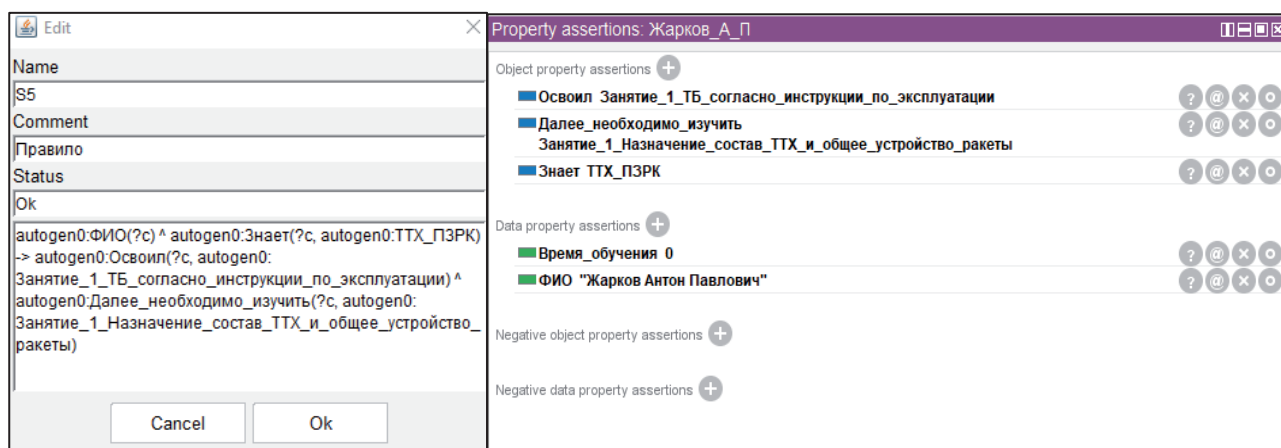 Edit
Name
S5
Comment
Правило
Status
Ok
autogen0:ФИО(?c) ^ autogen0:Знает(?c, autogen0:ТТХ_ПЗРК)
-> autogen0:Освоил(?c, autogen0:
Занятие_1_ТБ_согласно_инструкции_по_эксплуатации) ^
autogen0:Далее_необходимо_изучить(?c, autogen0:
Занятие_1_Назначение_состав_ТТХ_и_общее_устройство_
ракеты)
Cancel Ok
Property assertions: Жарков_А_П
Object property assertions
Освоил Занятие_1_ТБ_согласно_инструкции_по_эксплуатации
Далее_необходимо_изучить
Занятие_1_Назначение_состав_ТТХ_и_общее_устройство_ракеты
Знает ТТХ_ПЗРК
Data property assertions
Время_обучения 0
ФИО "Жарков Антон Павлович"
Negative object property assertions
Negative data property assertions